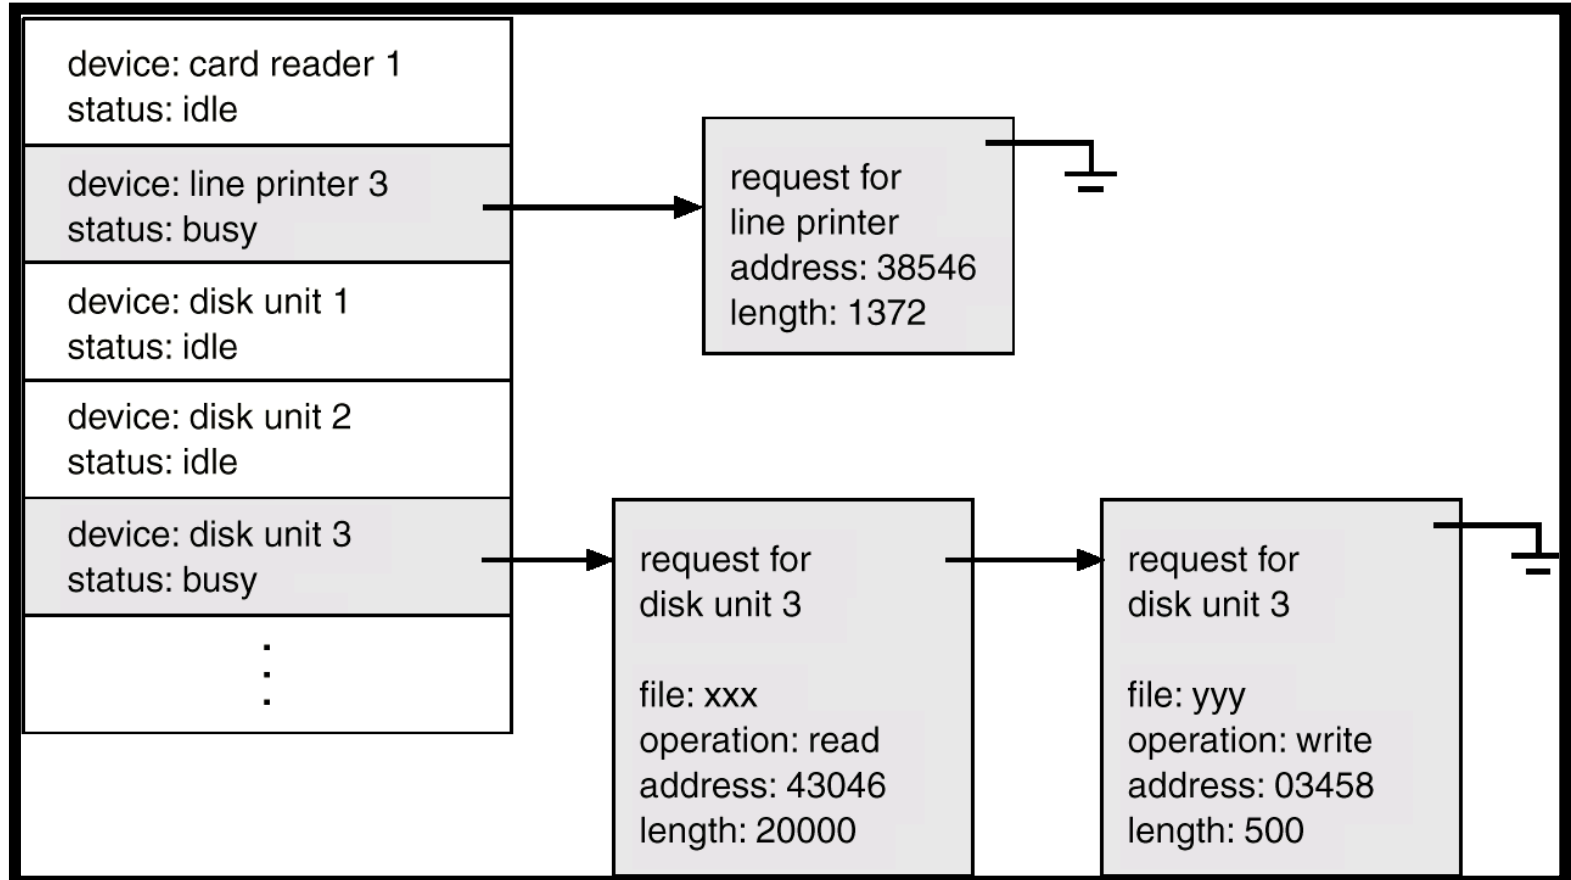 device: card reader 1
status: idle
device: line printer 3
status: busy
device: disk unit 1
status: idle
device: disk unit 2
status: idle
device: disk unit 3
status: busy
request for
line printer
address: 38546
length: 1372
request for
disk unit 3
file: xxx
operation: read
address: 43046
length: 20000
request for
disk unit 3
file: yyy
operation: write
address: 03458
length: 500